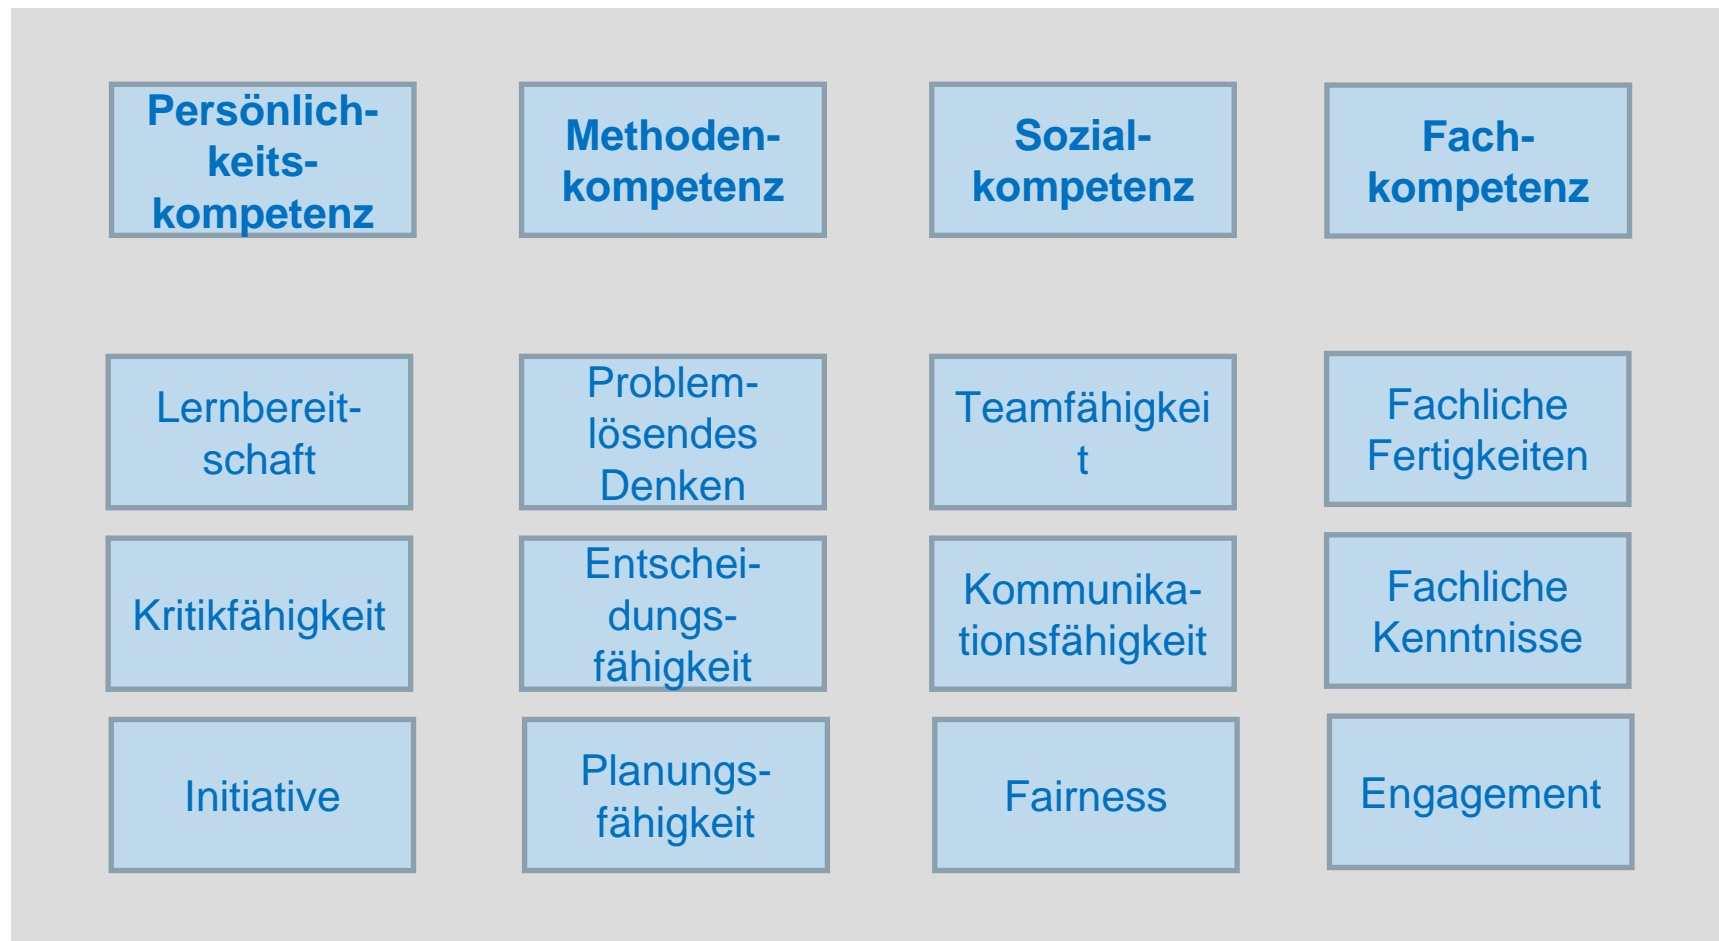 Persönlich-
keits-
kompetenz
Methoden-
kompetenz
Sozial-
kompetenz
Fach-
kompetenz
Lernbereit-
schaft
Problem-
lösendes
Denken
Teamfähigkei
t
Fachliche
Fertigkeiten
Kritikfähigkeit
Entschei-
dungs-
fähigkeit
Kommunika-
tionsfähigkeit
Fachliche
Kenntnisse
Initiative
Planungs-
fähigkeit
Fairness
Engagement